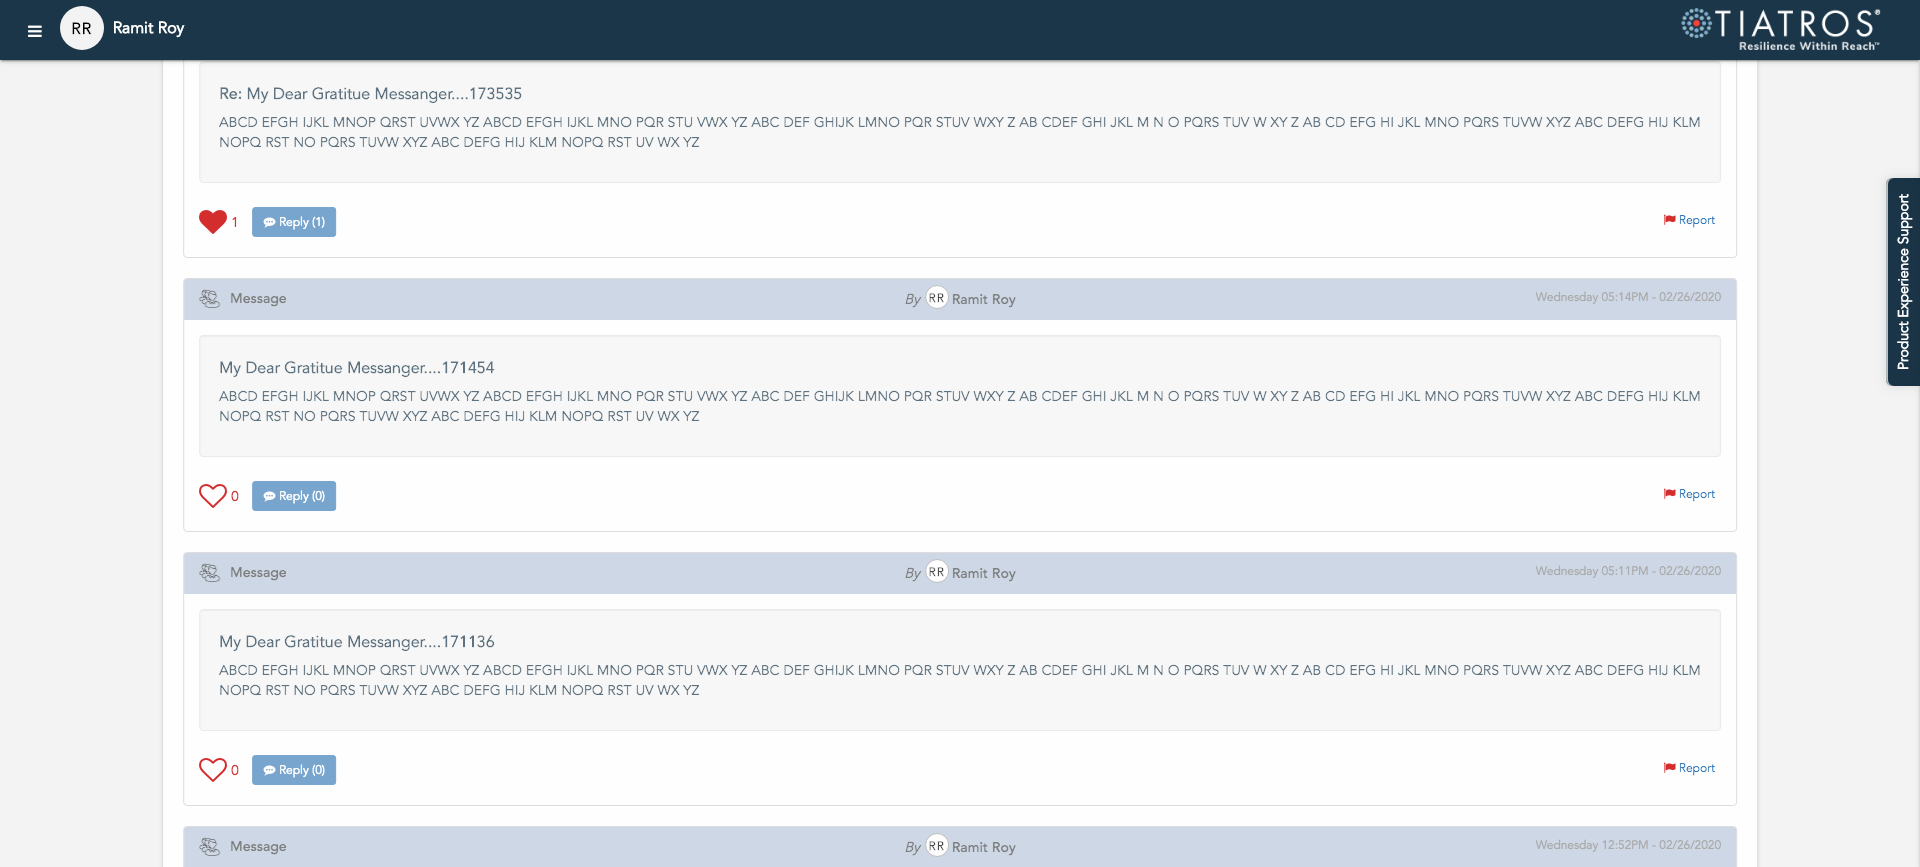 RR Ramit Roy
TIATROS®
Resilience Within Reach™
Re: My Dear Gratitue Messanger....173535
ABCD EFGH IJKL MNOP QRST UVWX YZ ABCD EFGH IJKL MNO PQR STU VWX YZ ABC DEF GHIJK LMNO PQR STUV WXY Z AB CDEF GHI JKL M N O PQRS TUV W XY Z AB CD EFG HI JKL MNO PQRS TUVW XYZ ABC DEFG HIJ KLM
NOPQ RST NO PQRS TUVW XYZ ABC DEFG HIJ KLM NOPQ RST UV WX YZ
1 Reply (1) Report
Product Experience Support
Message By RR Ramit Roy Wednesday 05:14PM - 02/26/2020
My Dear Gratitue Messanger....171454
ABCD EFGH IJKL MNOP QRST UVWX YZ ABCD EFGH IJKL MNO PQR STU VWX YZ ABC DEF GHIJK LMNO PQR STUV WXY Z AB CDEF GHI JKL M N O PQRS TUV W XY Z AB CD EFG HI JKL MNO PQRS TUVW XYZ ABC DEFG HIJ KLM
NOPQ RST NO PQRS TUVW XYZ ABC DEFG HIJ KLM NOPQ RST UV WX YZ
0 Reply (0) Report
Message By RR Ramit Roy Wednesday 05:11PM - 02/26/2020
My Dear Gratitue Messanger....171136
ABCD EFGH IJKL MNOP QRST UVWX YZ ABCD EFGH IJKL MNO PQR STU VWX YZ ABC DEF GHIJK LMNO PQR STUV WXY Z AB CDEF GHI JKL M N O PQRS TUV W XY Z AB CD EFG HI JKL MNO PQRS TUVW XYZ ABC DEFG HIJ KLM
NOPQ RST NO PQRS TUVW XYZ ABC DEFG HIJ KLM NOPQ RST UV WX YZ
0 Reply (0) Report
Message By RR Ramit Roy Wednesday 12:52PM - 02/26/2020